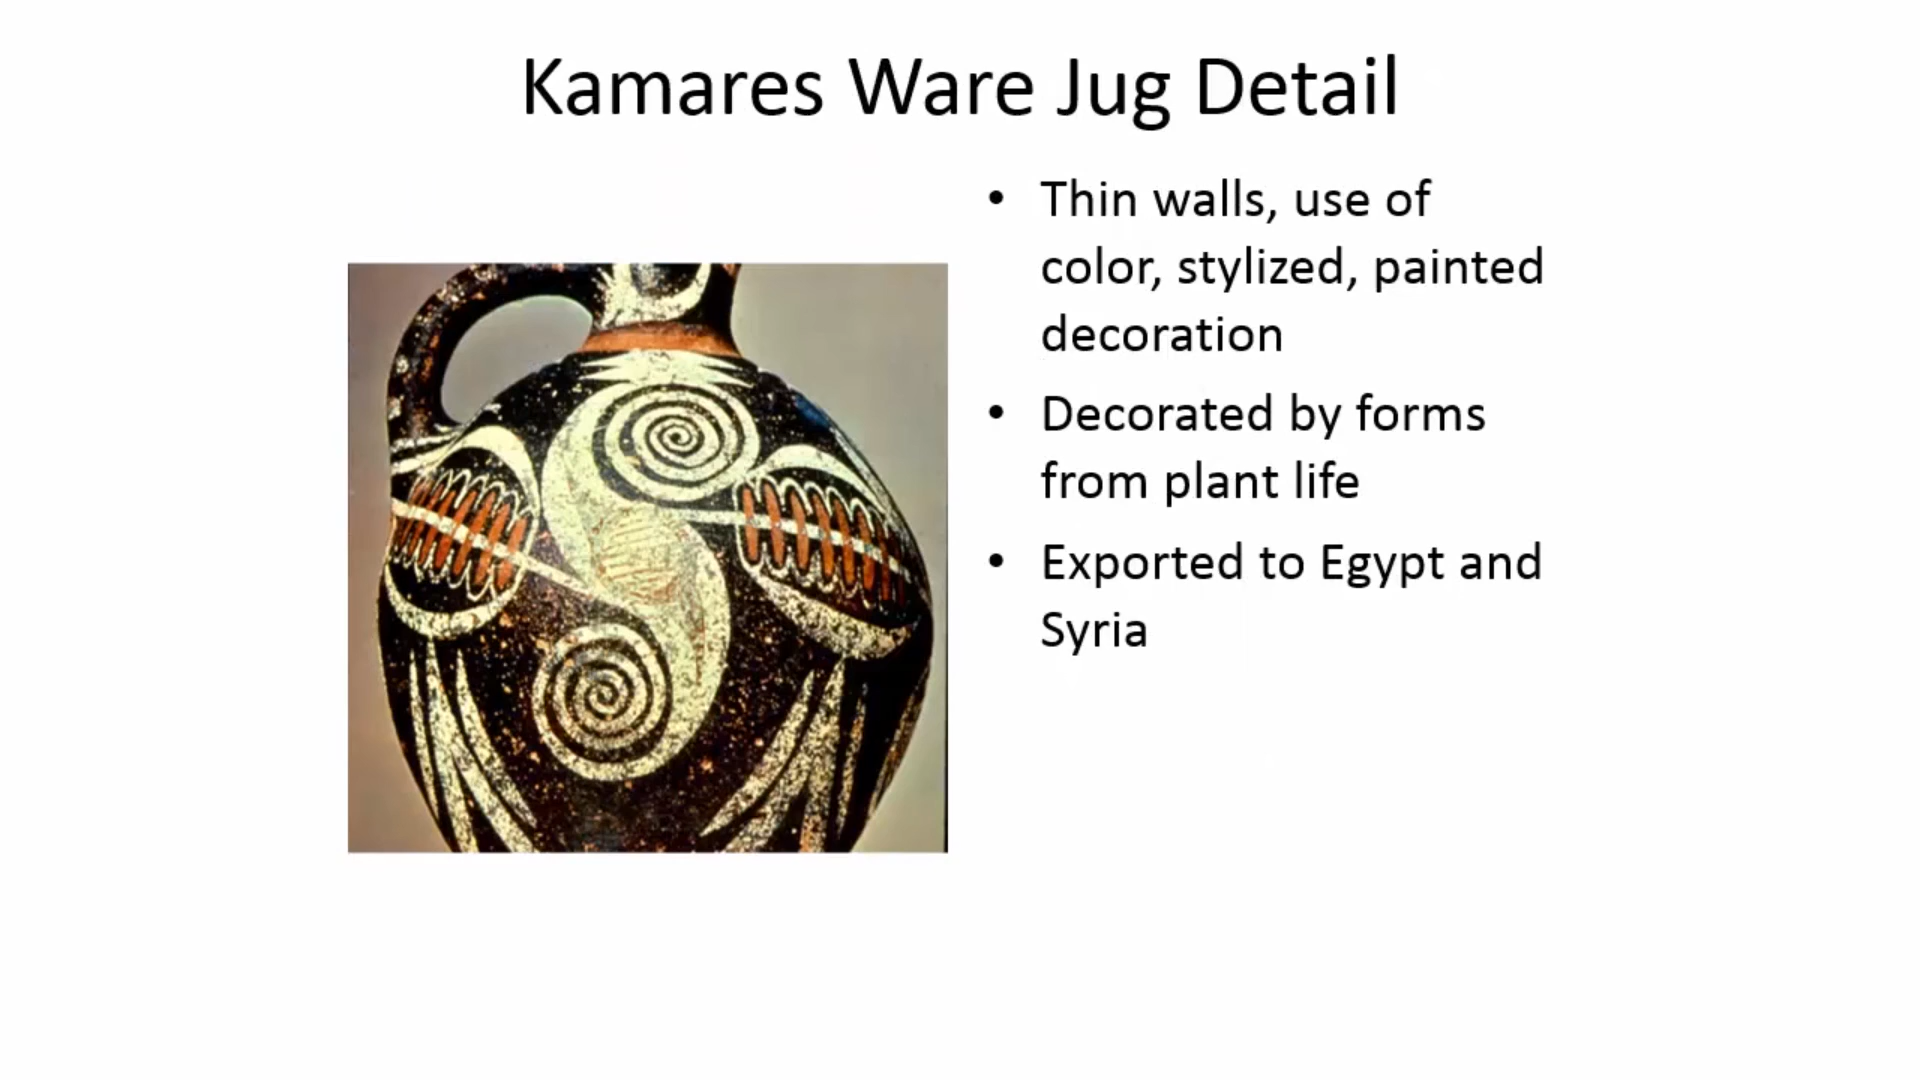 Kamares Ware Jug Detail
• Thin walls, use of
color, stylized, painted
decoration
• Decorated by forms
from plant life
• Exported to Egypt and
Syria